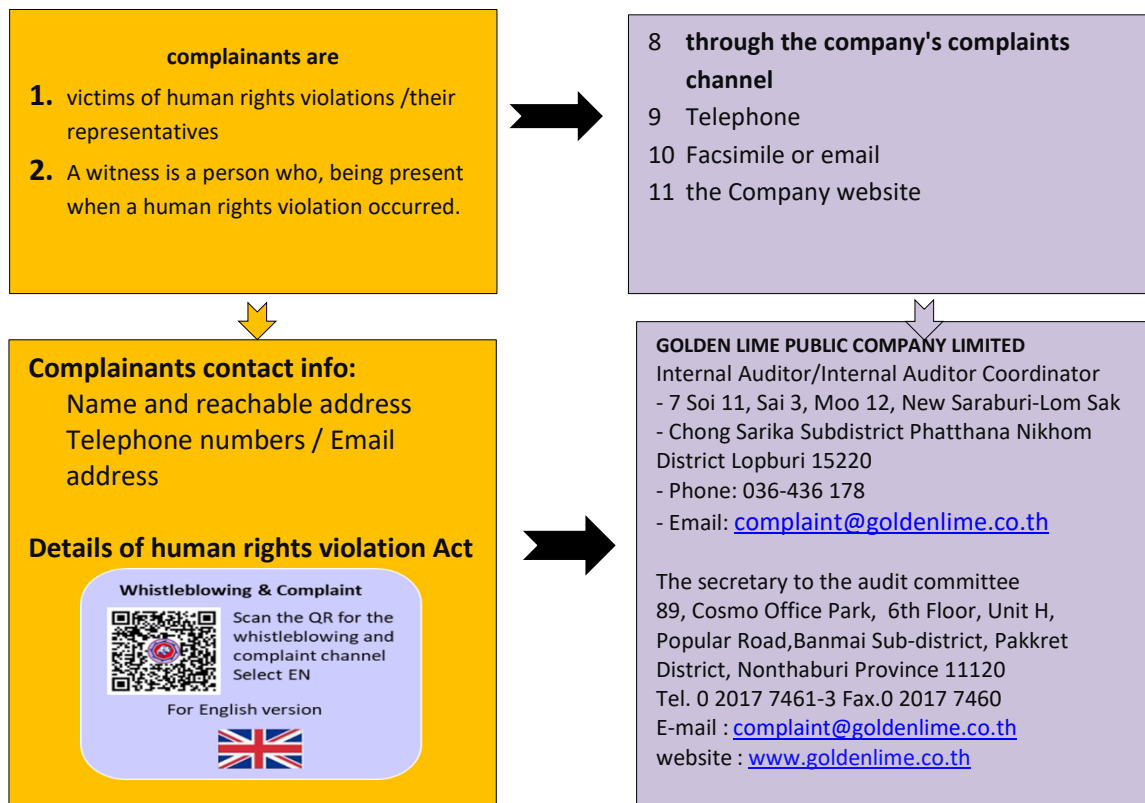 complainants are
1. victims of human rights violations /their
representatives
2. A witness is a person who, being present
when a human rights violation occurred.
8 through the company's complaints
channel
9 Telephone
10 Facsimile or email
11 the Company website
Complainants contact info:
Name and reachable address
Telephone numbers / Email
address
Details of human rights violation Act
Whistleblowing & Complaint
Scan the QR for the
whistleblowing and
complaint channel
Select EN
For English version
GOLDEN LIME PUBLIC COMPANY LIMITED
Internal Auditor/Internal Auditor Coordinator
- 7 Soi 11, Sai 3, Moo 12, New Saraburi-Lom Sak
- Chong Sarika Subdistrict Phatthana Nikhom
District Lopburi 15220
- Phone: 036-436 178
- Email: complaint@goldenlime.co.th
The secretary to the audit committee
89, Cosmo Office Park, 6th Floor, Unit H,
Popular Road,Banmai Sub-district, Pakkret
District, Nonthaburi Province 11120
Tel. 0 2017 7461-3 Fax.0 2017 7460
E-mail : complaint@goldenlime.co.th
website : www.goldenlime.co.th